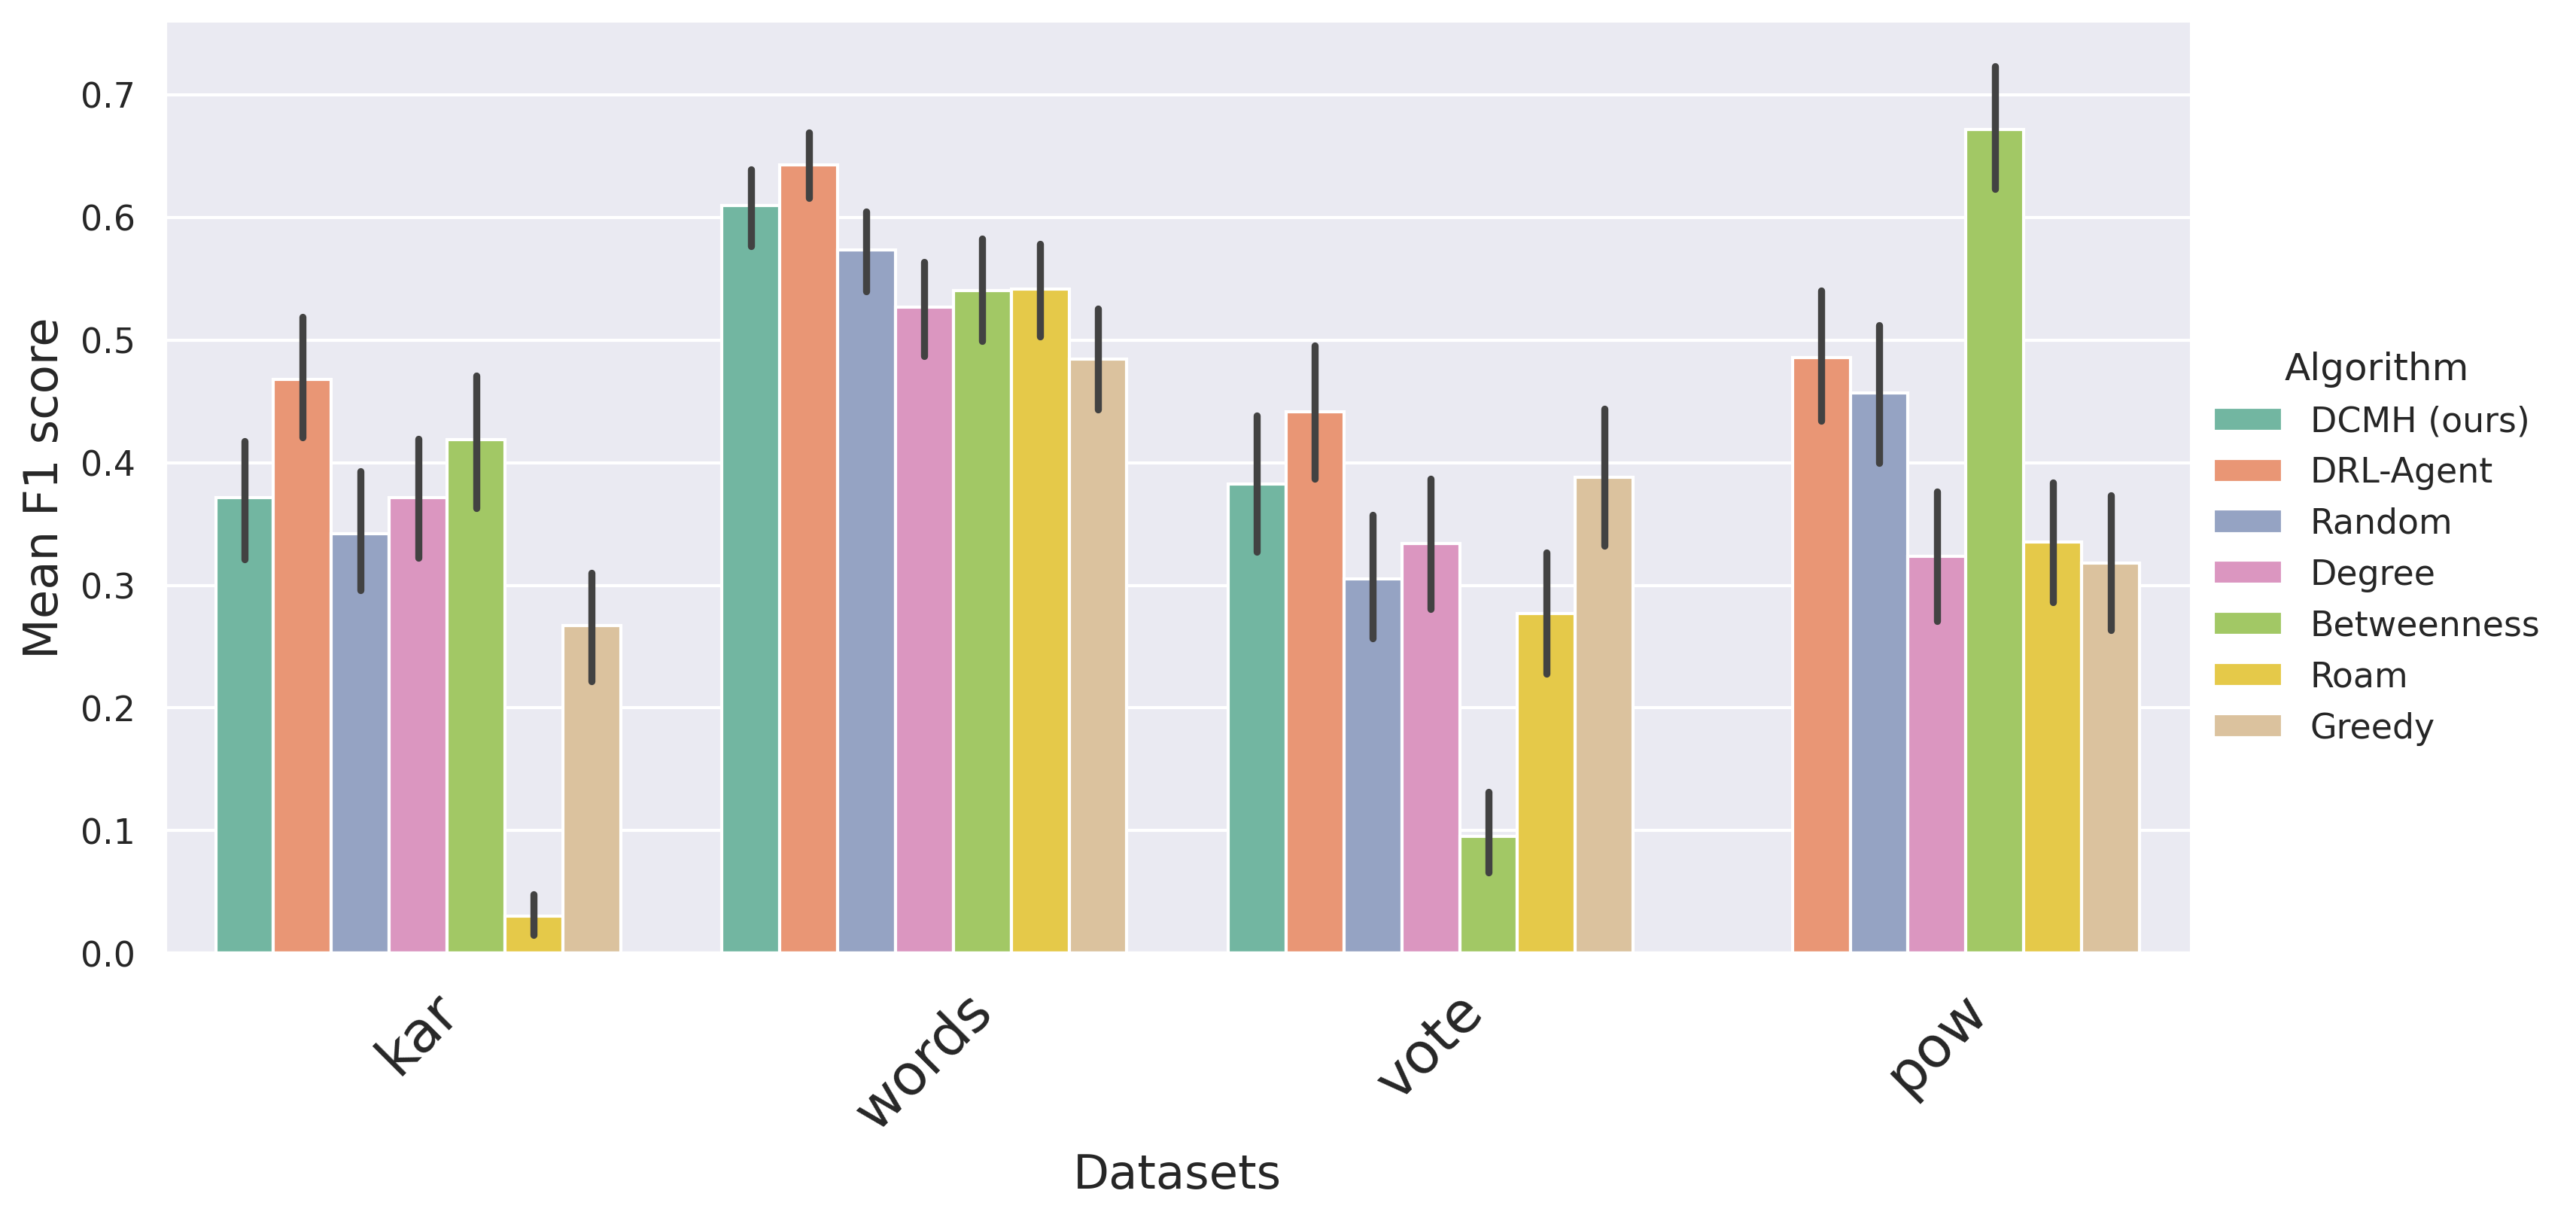 Mean F1 score
0.7
0.6
0.5
0.4
0.3
0.2
0.1
0.0
kar
words
vote
pow
Datasets
Algorithm
DCMH (ours)
DRL-Agent
Random
Degree
Betweenness
Roam
Greedy